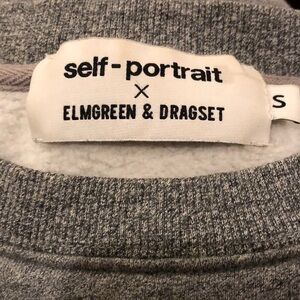 self-portrait
X
ELMGREEN & DRAGSET
S